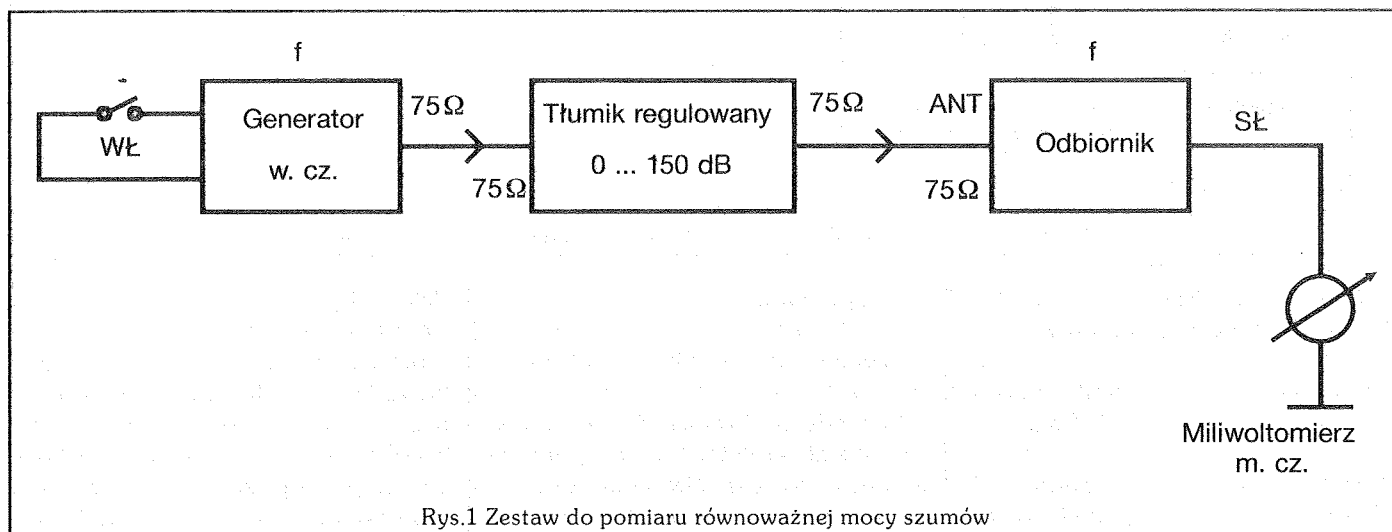 f
f
WŁ
Generator
w. cz.
75Ω
75Ω
Tłumik regulowany
0 ... 150 dB
75Ω
ANT
75Ω
Odbiornik
SŁ
Miliwoltomierz
m. cz.
Rys.1 Zestaw do pomiaru równoważnej mocy szumów